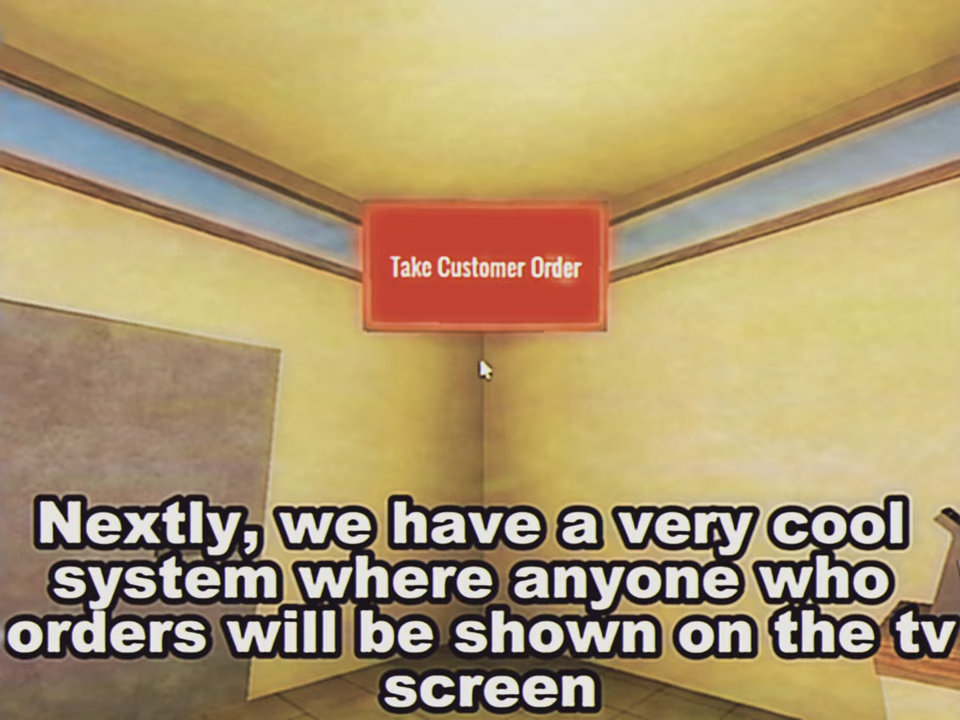 Take Customer Order
Nextly, we have a very cool
system where anyone who
orders will be shown on the tv
screen